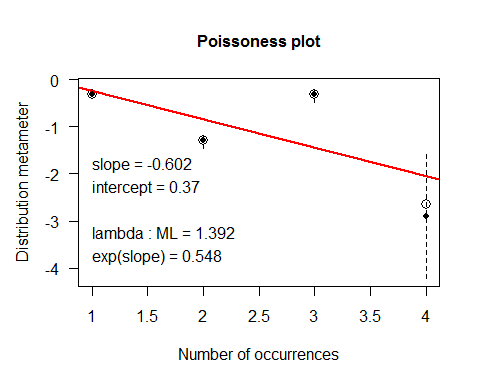 Poissoness plot
Distribution metameter
0
-1
-2
-3
-4
slope = -0.602
intercept = 0.37
lambda : ML = 1.392
exp(slope) = 0.548
1 1.5 2 2.5 3 3.5 4
Number of occurrences